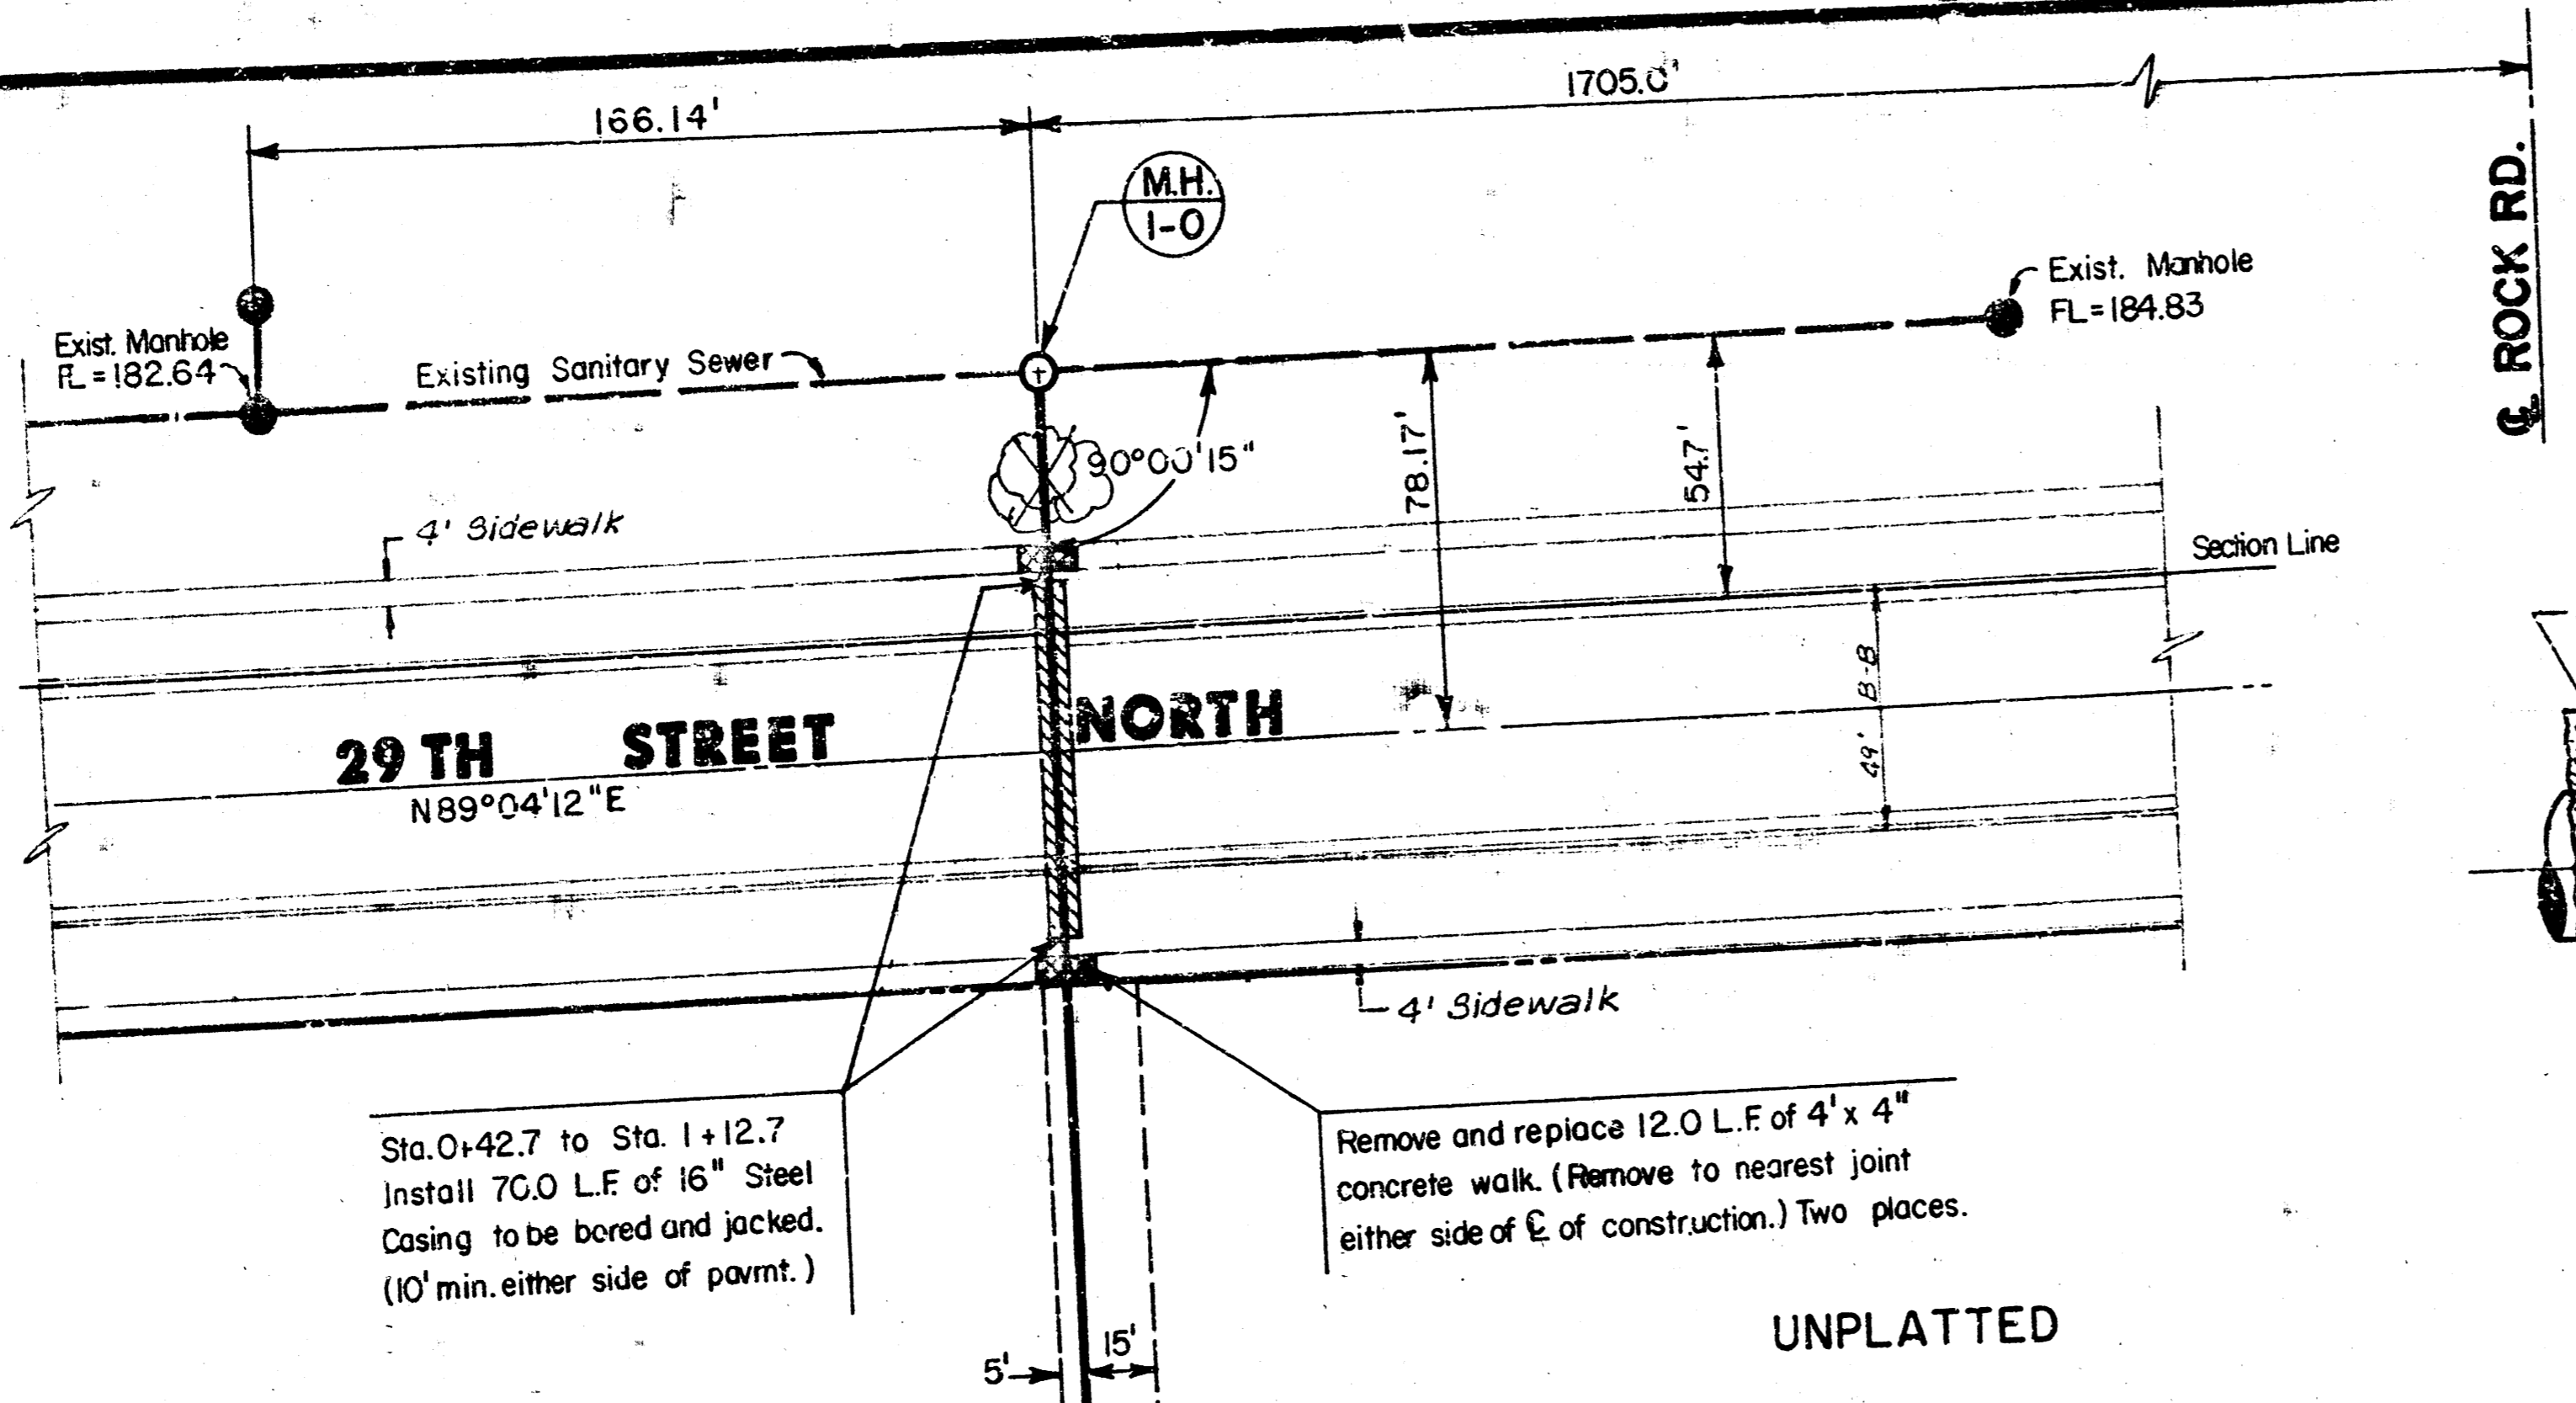 166.14'
1705.0'
M.H.
1-0
℄ ROCK RD.
Exist. Manhole
FL=184.83
Exist. Manhole
FL=182.64
Existing Sanitary Sewer
90°00'15"
78.17'
54.7'
4' Sidewalk
Section Line
49' B-B
29TH STREET NORTH
N89°04'12"E
4' Sidewalk
Sta.0+42.7 to Sta. 1+12.7
Install 70.0 L.F. of 16" Steel
Casing to be bored and jacked.
(10' min. either side of pavmt.)
Remove and replace 12.0 L.F. of 4' x 4"
concrete walk. (Remove to nearest joint
either side of ℄ of construction.) Two places.
UNPLATTED
5'
15'